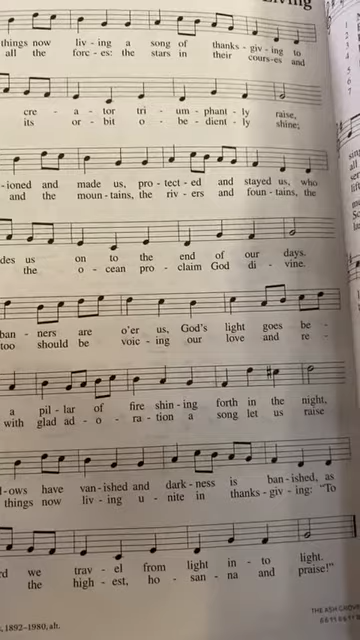 Living
things now liv - ing a song of thanks - giv - ing to
all the forc - es: the stars in their cours-es and
cre - a - tor tri - um - phant - ly raise,
its or - bit o - be - dient - ly shine;
-ioned and made us, pro - tect - ed and stayed us, who
and the moun - tains, the riv - ers and foun - tains, the
des us on to the end of our days.
the o - cean pro - claim God di - vine.
ban - ners are o'er us, God's light goes be -
too should be voic - ing our love and re -
a pil - lar of fire shin - ing forth in the night,
with glad ad - o - ra - tion a song let us raise
-ows have van - ished and dark - ness is ban - ished, as
things now liv - ing u - nite in thanks - giv - ing: "To
rd we trav - el from light in - to light.
the high - est, ho - san - na and praise!"
, 1892-1980, alt.
THE ASH GROVE